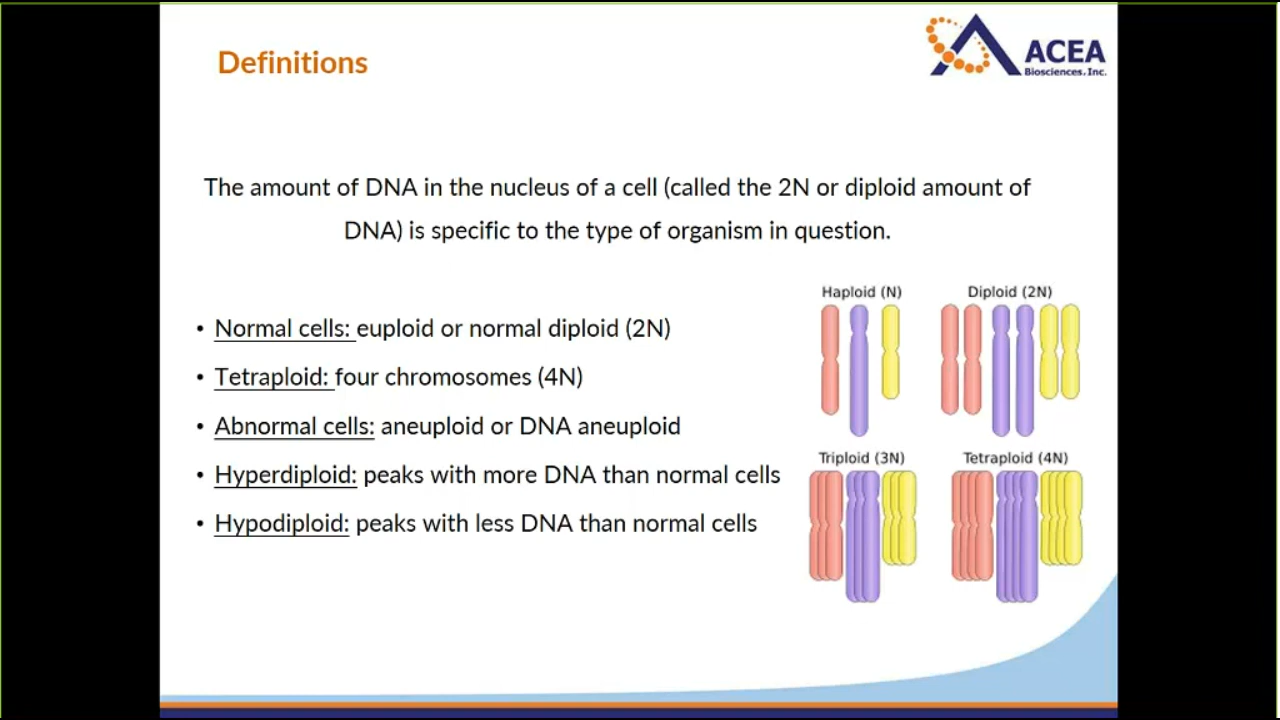 Definitions
ACEA
Biosciences, Inc.
The amount of DNA in the nucleus of a cell (called the 2N or diploid amount of
DNA) is specific to the type of organism in question.
• Normal cells: euploid or normal diploid (2N)
• Tetraploid: four chromosomes (4N)
• Abnormal cells: aneuploid or DNA aneuploid
• Hyperdiploid: peaks with more DNA than normal cells
• Hypodiploid: peaks with less DNA than normal cells
Haploid (N)
Diploid (2N)
Triploid (3N)
Tetraploid (4N)